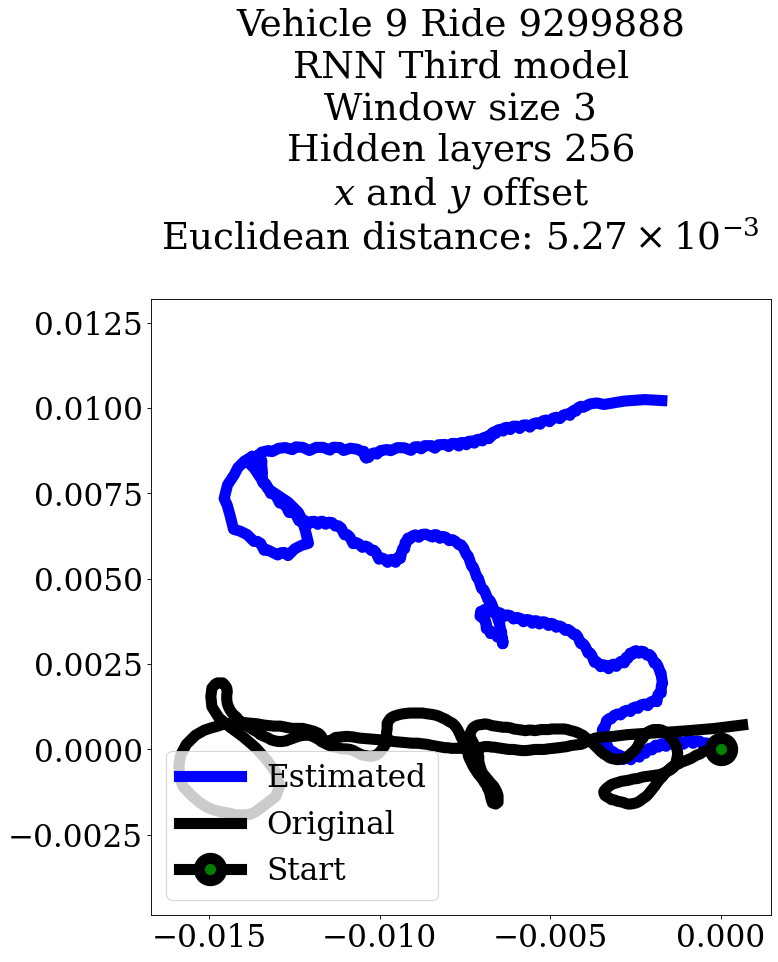 Vehicle 9 Ride 9299888
RNN Third model
Window size 3
Hidden layers 256
x and y offset
Euclidean distance: 5.27 × 10⁻³
0.0125
0.0100
0.0075
0.0050
0.0025
0.0000
−0.0025
Estimated
Original
Start
−0.015 −0.010 −0.005 0.000